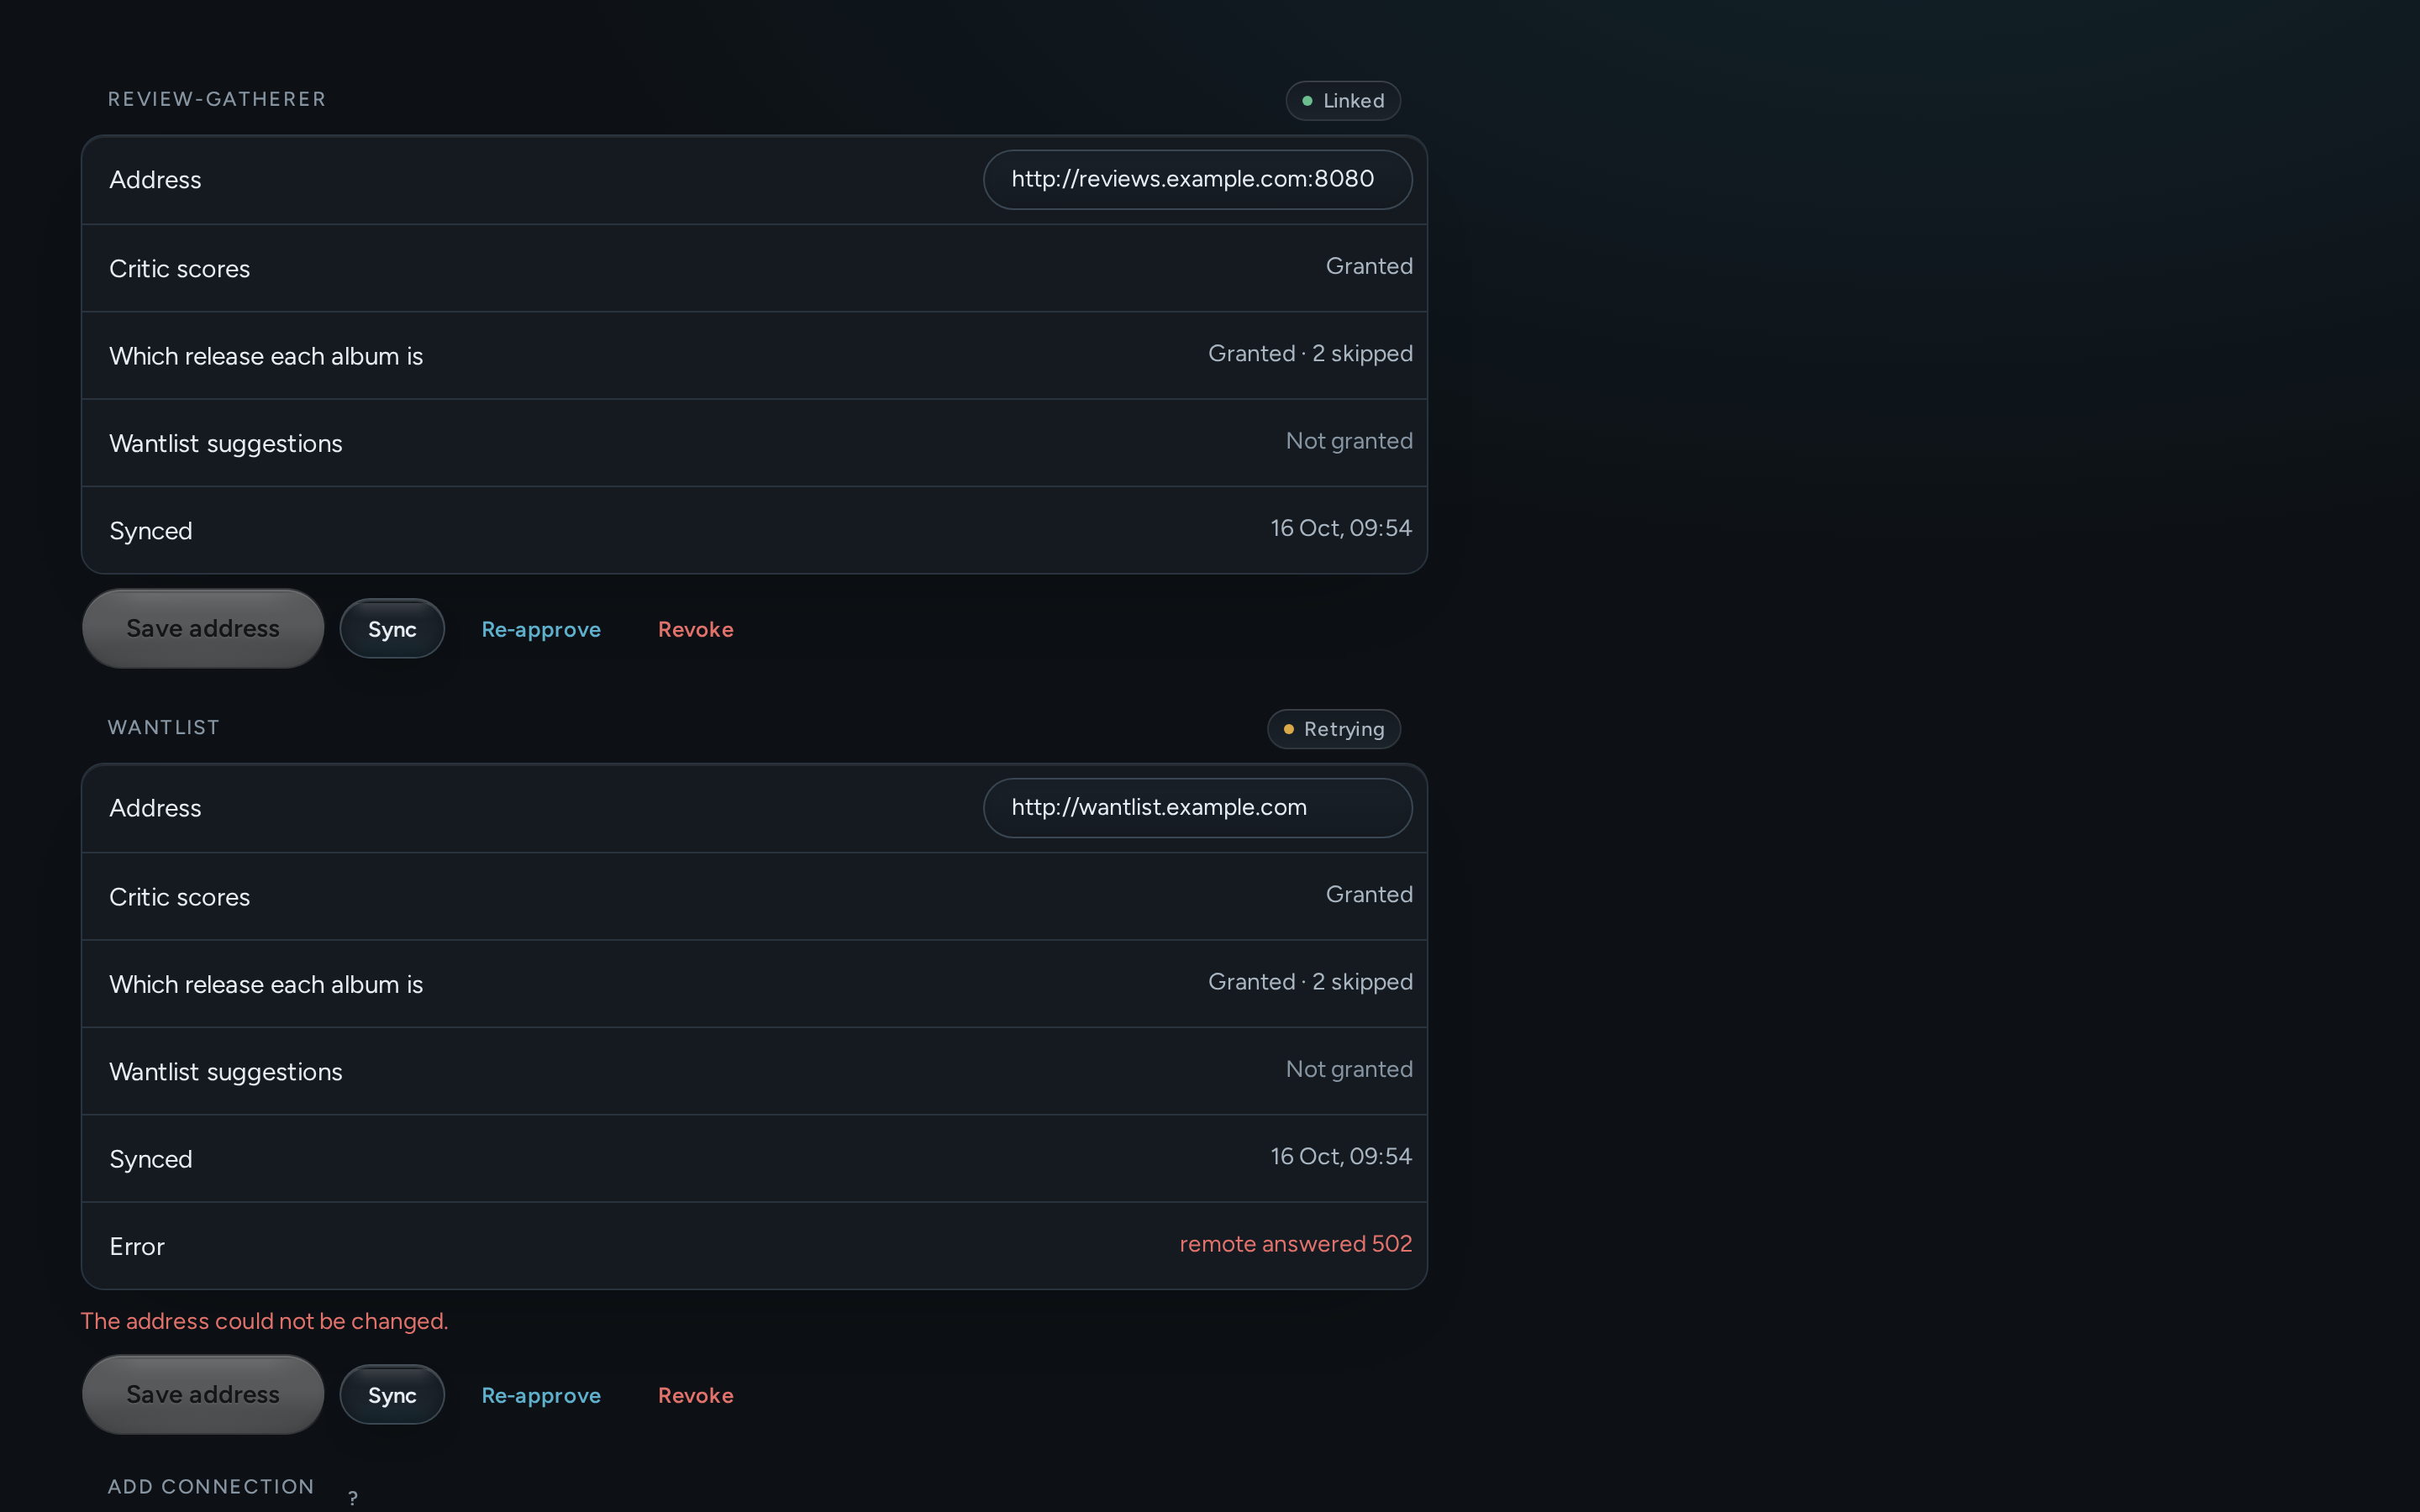 REVIEW-GATHERER
Linked
Address
http://reviews.example.com:8080
Critic scores
Granted
Which release each album is
Granted · 2 skipped
Wantlist suggestions
Not granted
Synced
16 Oct, 09:54
Save address
Sync
Re-approve
Revoke
WANTLIST
Retrying
Address
http://wantlist.example.com
Critic scores
Granted
Which release each album is
Granted · 2 skipped
Wantlist suggestions
Not granted
Synced
16 Oct, 09:54
Error
remote answered 502
The address could not be changed.
Save address
Sync
Re-approve
Revoke
ADD CONNECTION
?